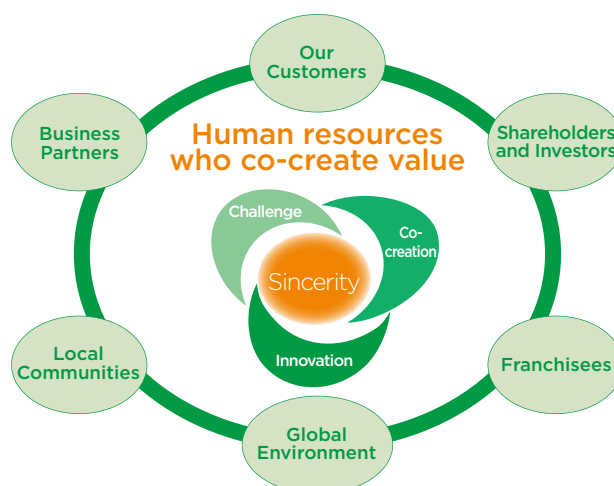 Our
Customers
Business
Partners
Shareholders
and Investors
Human resources
who co-create value
Challenge
Co-
creation
Sincerity
Innovation
Local
Communities
Franchisees
Global
Environment